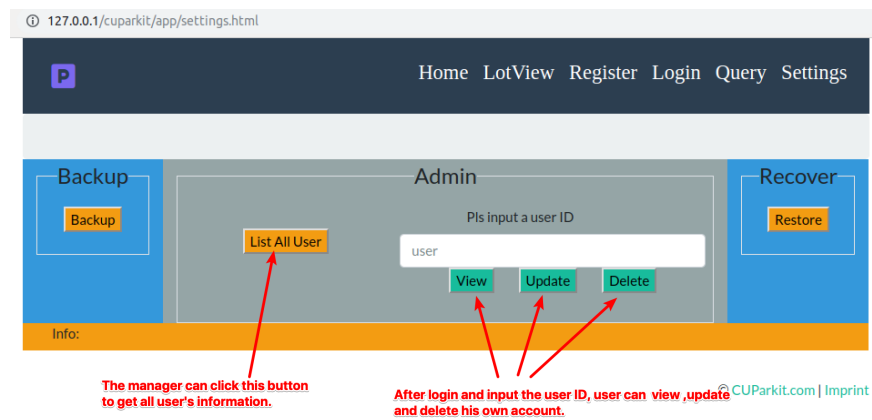 127.0.0.1/cuparkit/app/settings.html
P
Home LotView Register Login Query Settings
Backup
Backup
Admin
List All User
Pls input a user ID
user
View Update Delete
Recover
Restore
Info:
The manager can click this button
to get all user's information.
After login and input the user ID, user can view ,update
and delete his own account.
© CUParkit.com | Imprint